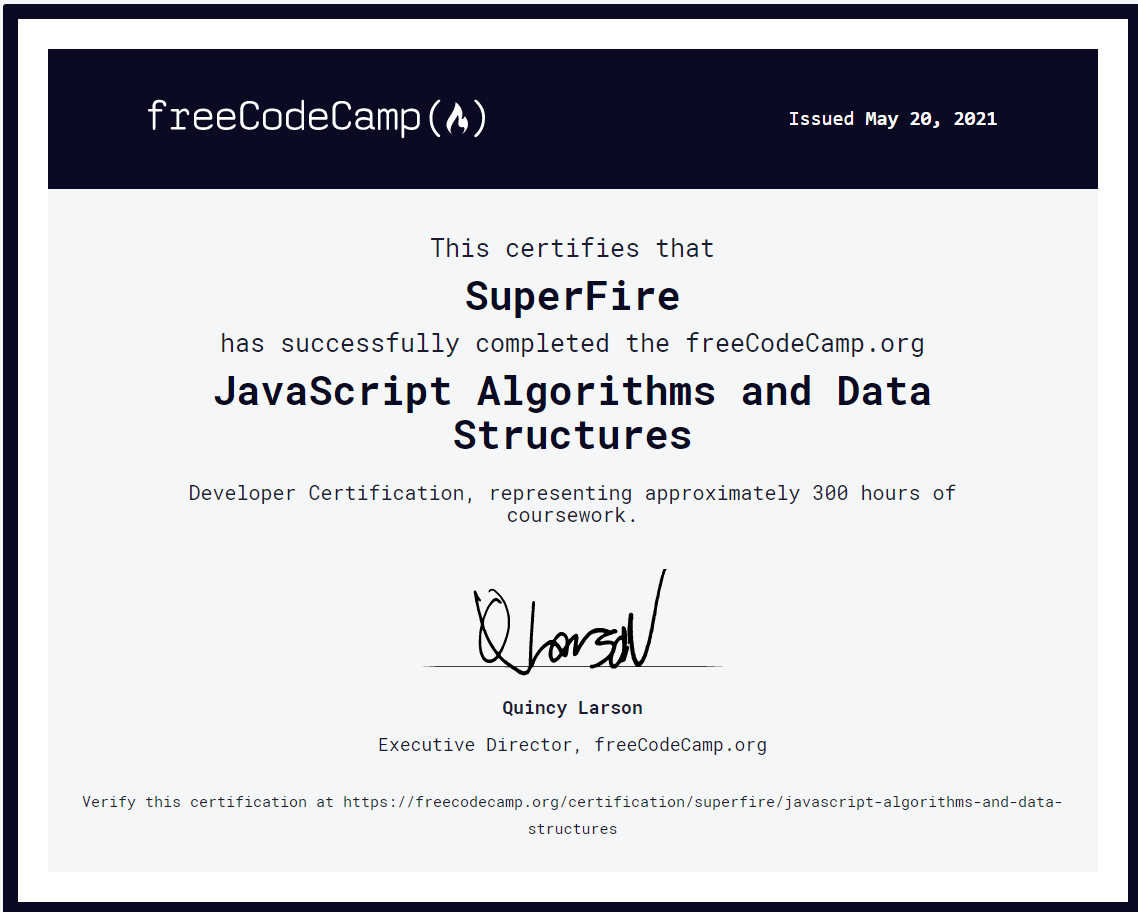 freeCodeCamp(🔥)
Issued May 20, 2021
This certifies that
SuperFire
has successfully completed the freeCodeCamp.org
JavaScript Algorithms and Data
Structures
Developer Certification, representing approximately 300 hours of
coursework.
Q Larson
Quincy Larson
Executive Director, freeCodeCamp.org
Verify this certification at https://freecodecamp.org/certification/superfire/javascript-algorithms-and-data-
structures